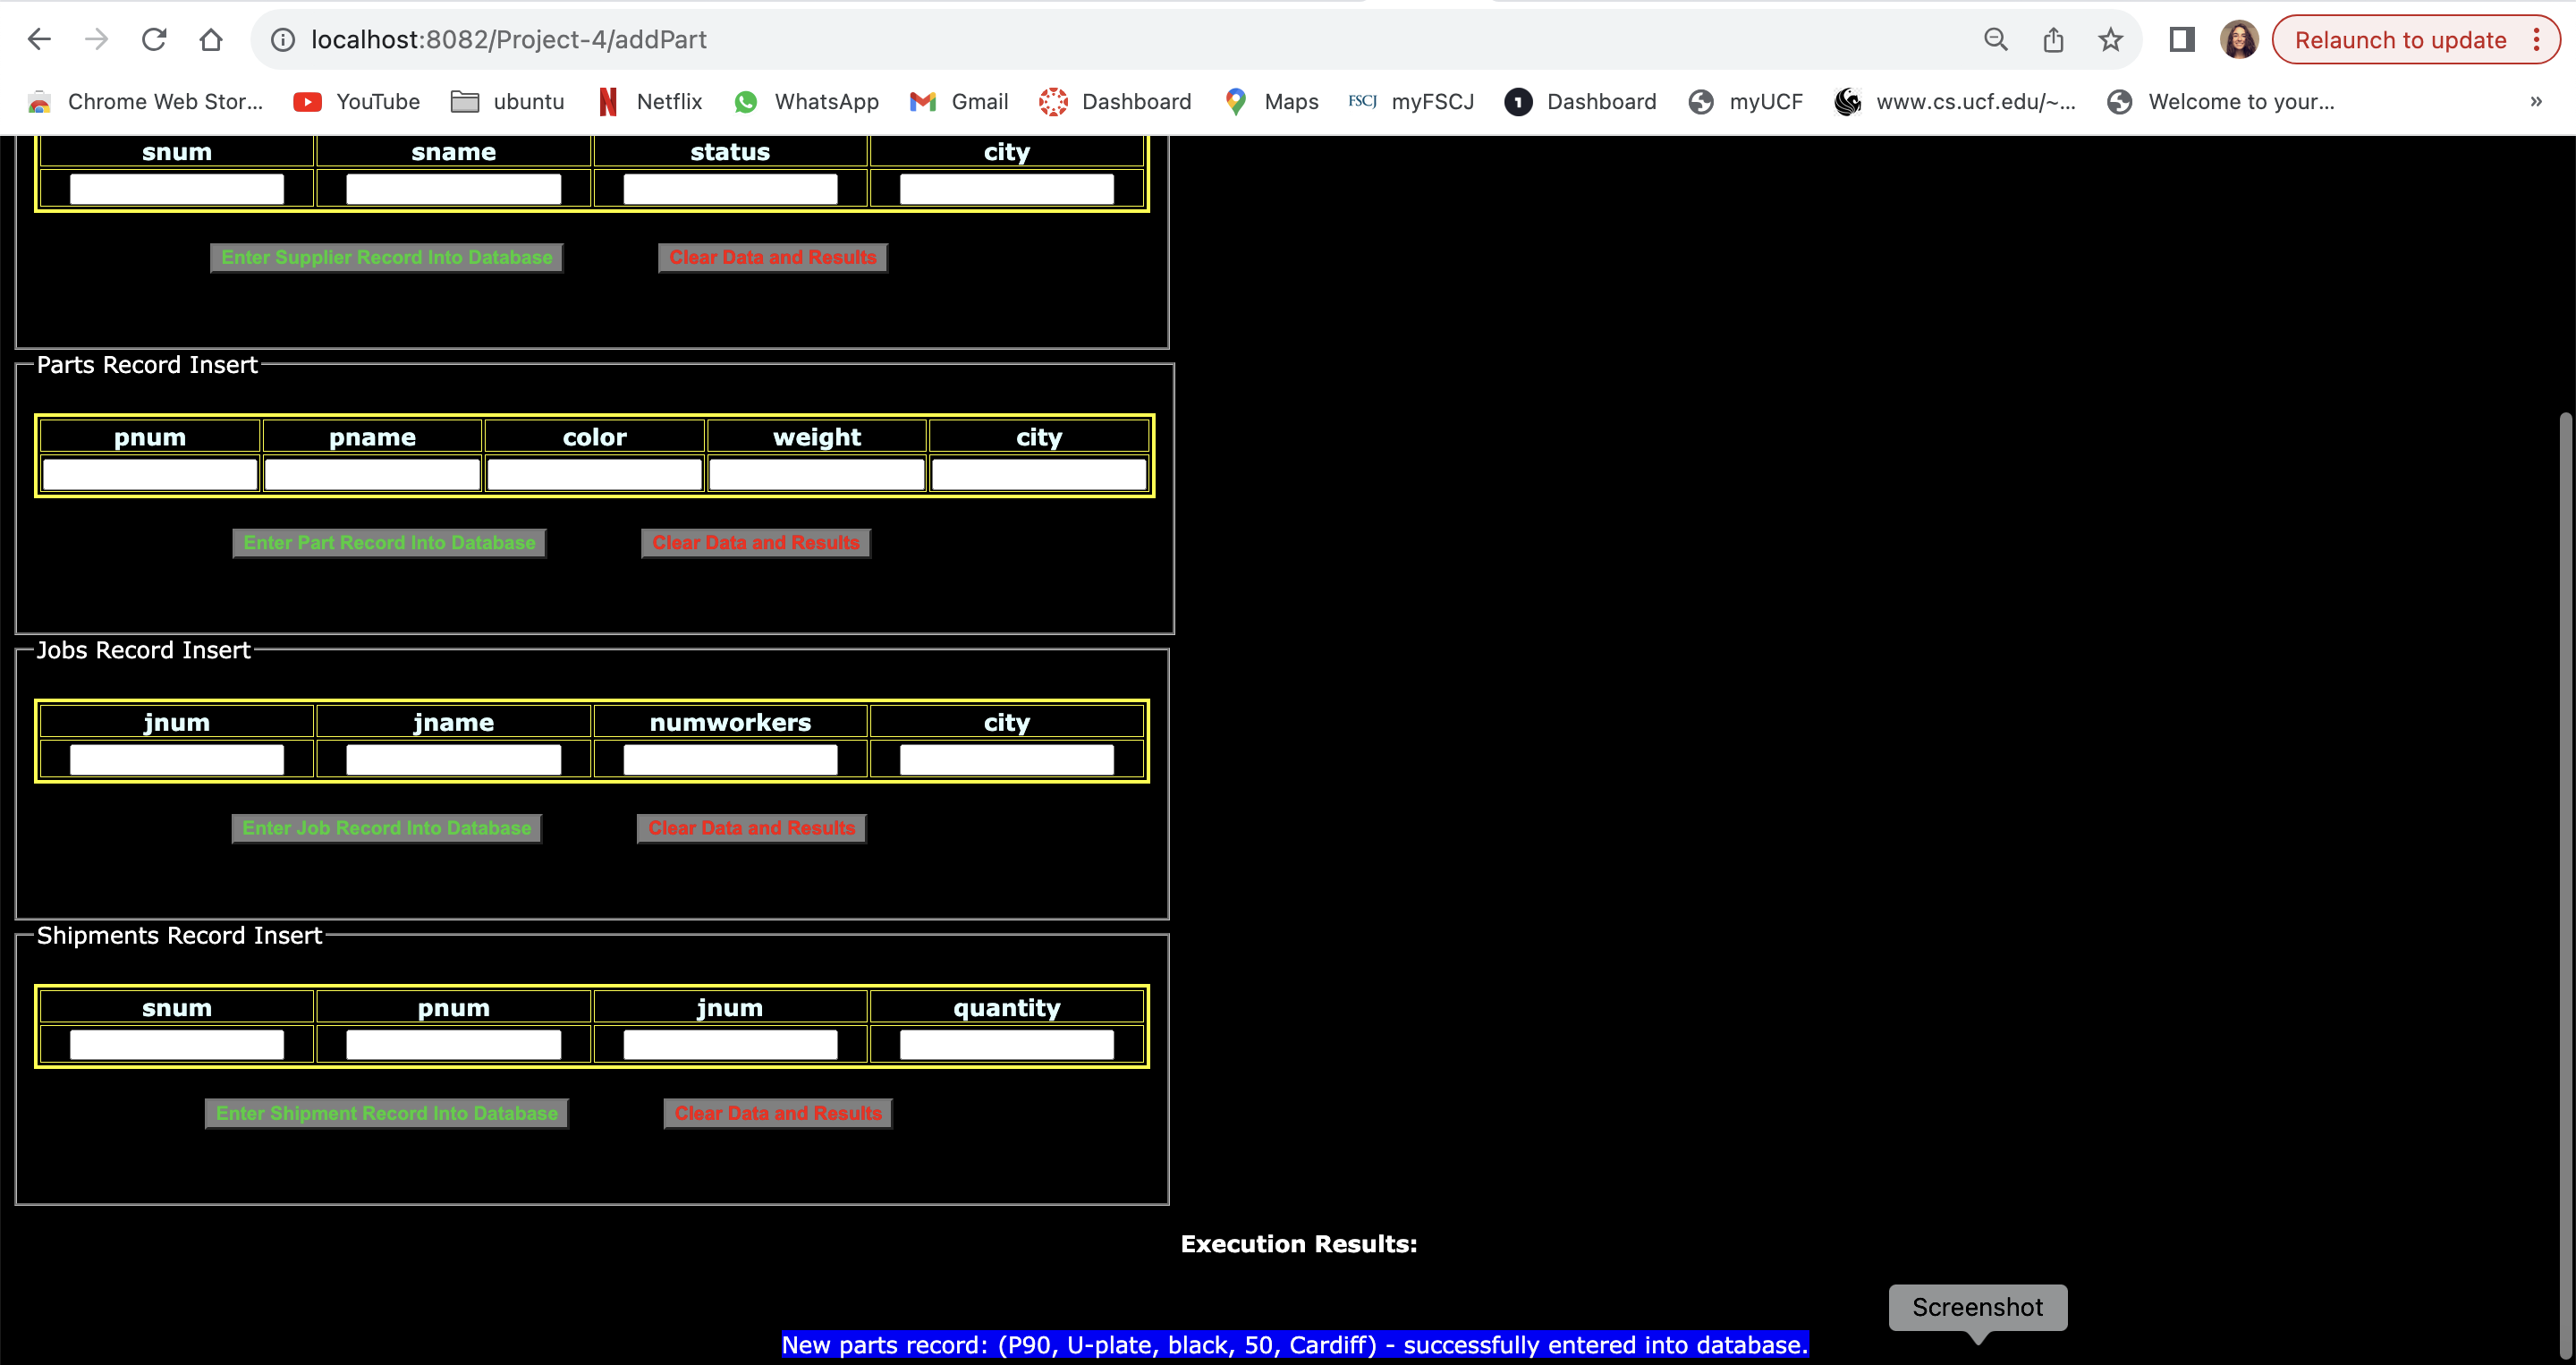 localhost:8082/Project-4/addPart
Relaunch to update
Chrome Web Stor... YouTube ubuntu Netflix WhatsApp Gmail Dashboard Maps FSCJ myFSCJ 1 Dashboard myUCF www.cs.ucf.edu/~... Welcome to your... »
snum sname status city
Enter Supplier Record Into Database Clear Data and Results
Parts Record Insert
pnum pname color weight city
Enter Part Record Into Database Clear Data and Results
Jobs Record Insert
jnum jname numworkers city
Enter Job Record Into Database Clear Data and Results
Shipments Record Insert
snum pnum jnum quantity
Enter Shipment Record Into Database Clear Data and Results
Execution Results:
Screenshot
New parts record: (P90, U-plate, black, 50, Cardiff) - successfully entered into database.